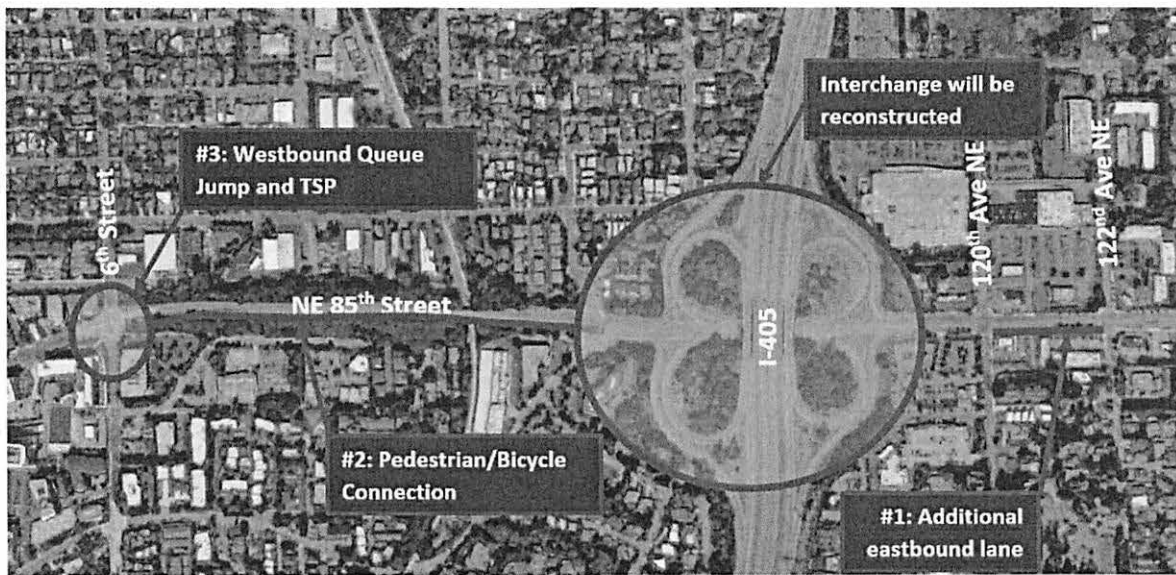 Interchange will be
reconstructed
#3: Westbound Queue
Jump and TSP
6th Street
120th Ave NE
122nd Ave NE
NE 85th Street
I-405
#2: Pedestrian/Bicycle
Connection
#1: Additional
eastbound lane